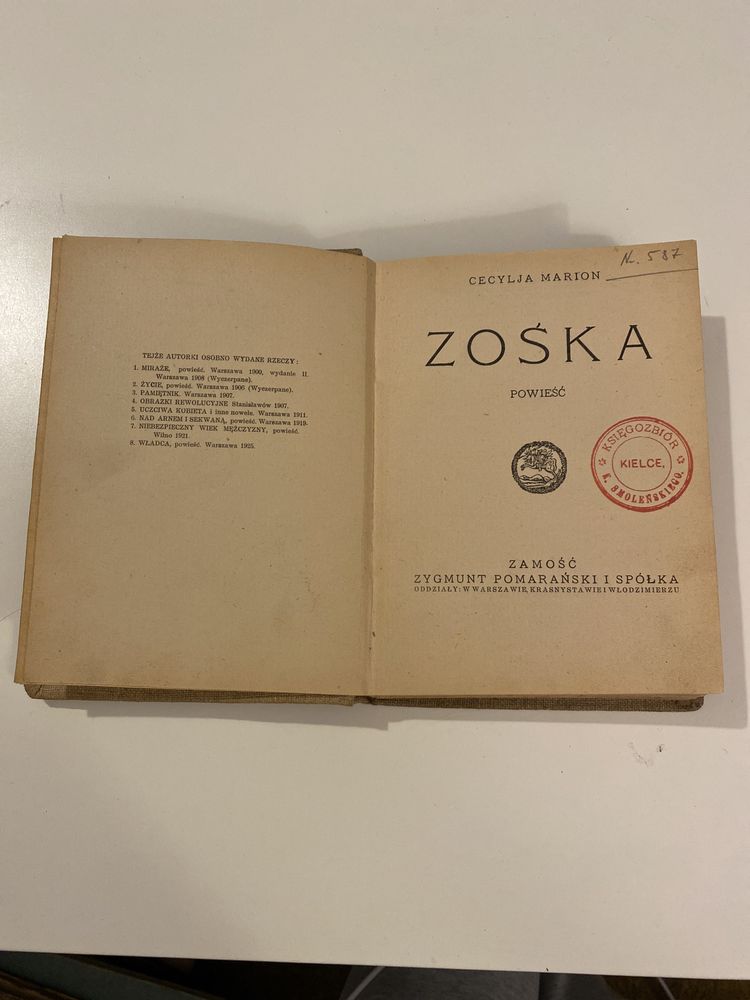 TEJŻE AUTORKI OSOBNO WYDANE RZECZY:
1. MIRAŻE, powieść. Warszawa 1900, wydanie II.
Warszawa 1908 (Wyczerpane).
2. ŻYCIE, powieść. Warszawa 1906 (Wyczerpane).
3. PAMIĘTNIK. Warszawa 1907.
4. OBRAZKI REWOLUCYJNE Stanisławów 1907.
5. UCZCIWA KOBIETA i inne nowele. Warszawa 1911.
6. NAD ARNEM I SEKWANĄ, powieść. Warszawa 1919.
7. NIEBEZPIECZNY WIEK MĘŻCZYZNY, powieść.
Wilno 1921.
8. WŁADCA, powieść. Warszawa 1925.
N. 587
CECYLJA MARION
ZOŚKA
POWIEŚĆ
KSIĘGOZBIÓR
KIELCE.
K. SMOLEŃSKIEGO.
ZAMOŚĆ
ZYGMUNT POMARAŃSKI I SPÓŁKA
ODDZIAŁY: W WARSZAWIE, KRASNYSTAWIE I WŁODZIMIERZU